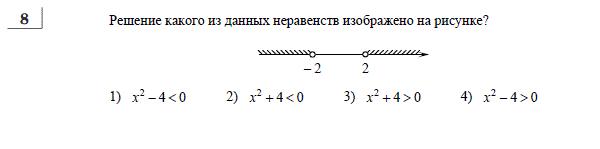 8 Решение какого из данных неравенств изображено на рисунке?
–2 2
1) x² – 4 < 0 2) x² + 4 < 0 3) x² + 4 > 0 4) x² – 4 > 0